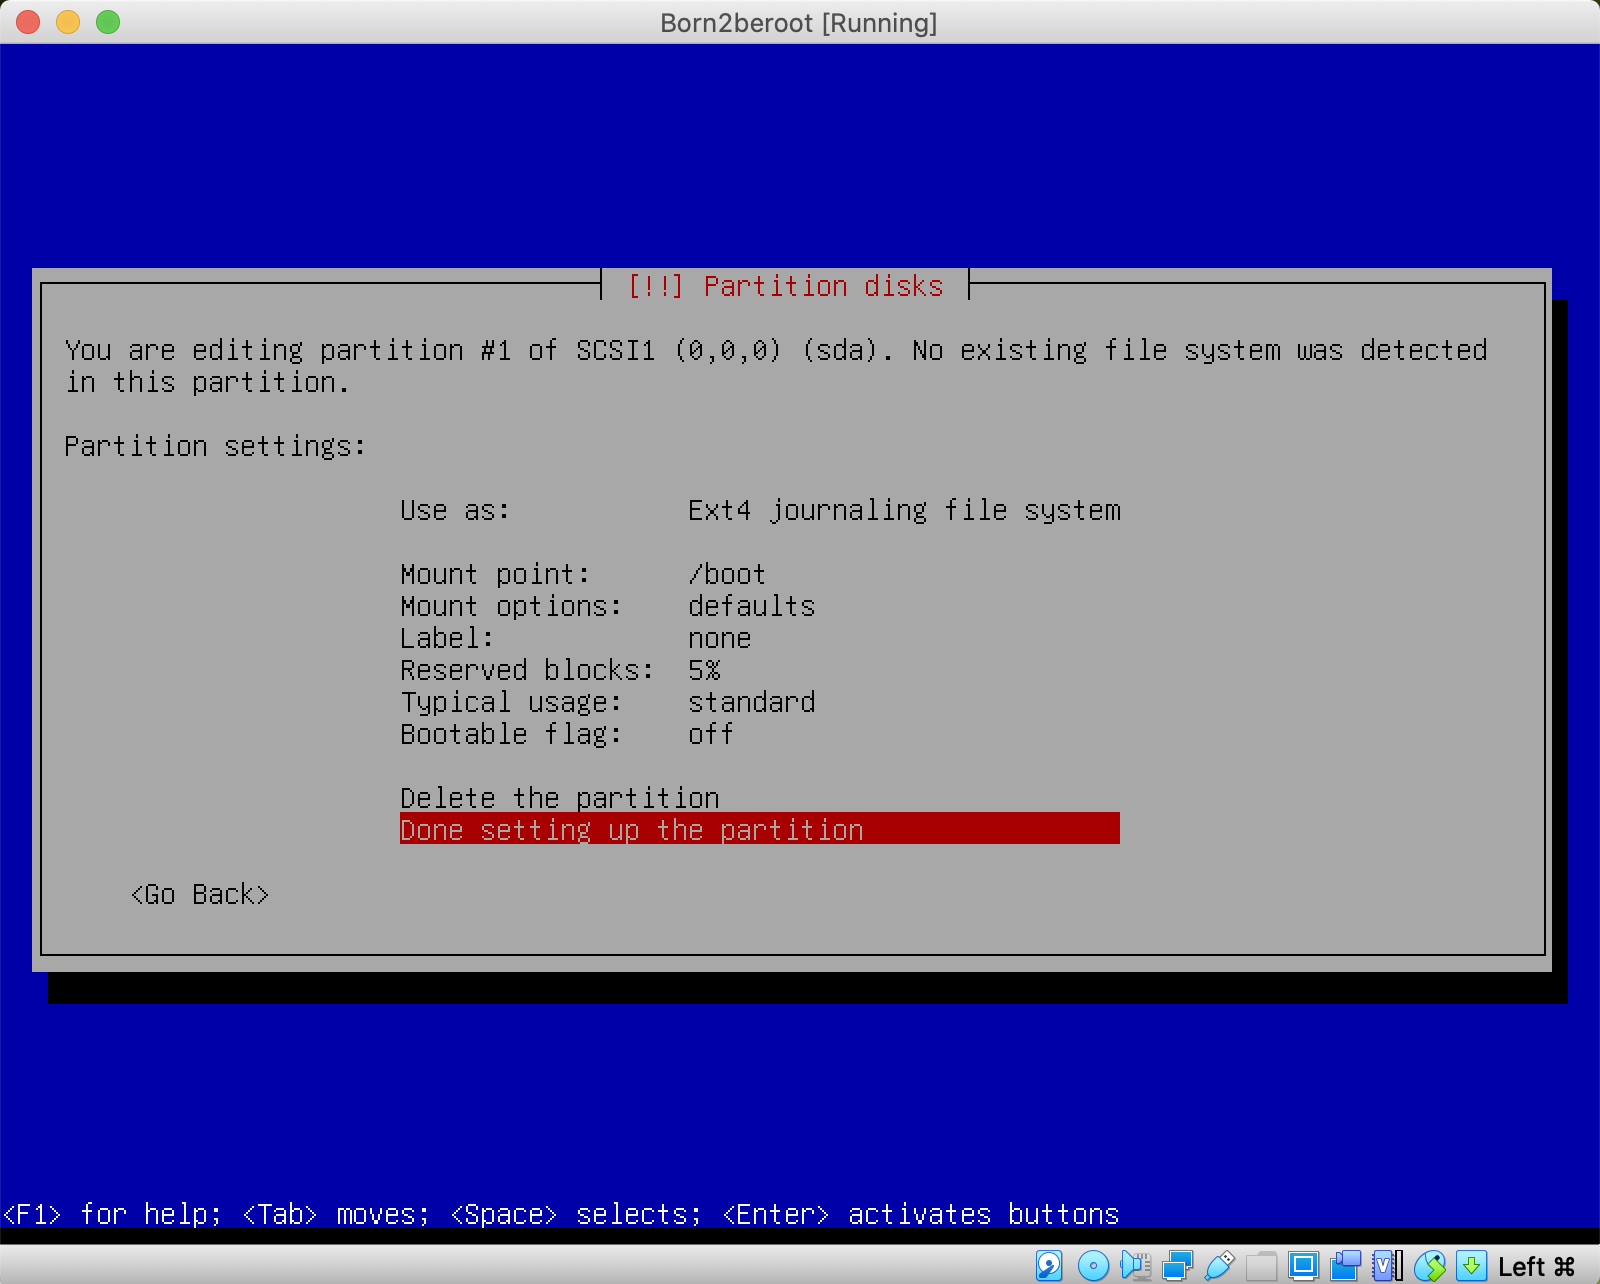 Born2beroot [Running]
[!!] Partition disks
You are editing partition #1 of SCSI1 (0,0,0) (sda). No existing file system was detected
in this partition.
Partition settings:
Use as: Ext4 journaling file system
Mount point: /boot
Mount options: defaults
Label: none
Reserved blocks: 5%
Typical usage: standard
Bootable flag: off
Delete the partition
Done setting up the partition
<Go Back>
<F1> for help; <Tab> moves; <Space> selects; <Enter> activates buttons
Left ⌘